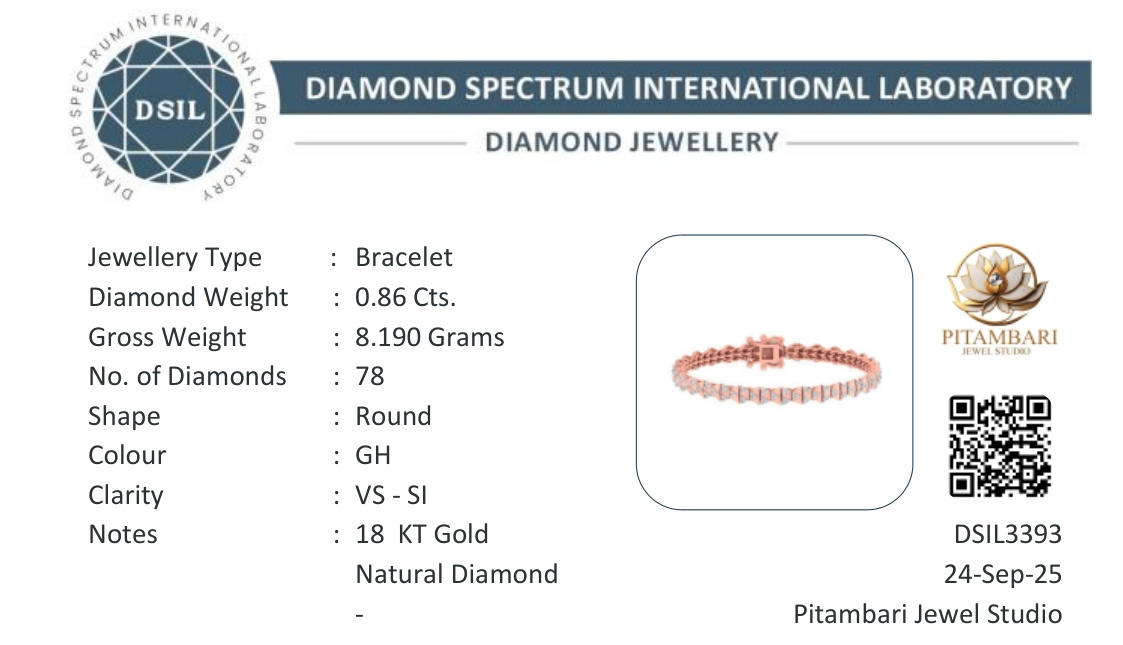 DIAMOND SPECTRUM INTERNATIONAL LABORATORY
DSIL
DIAMOND SPECTRUM INTERNATIONAL LABORATORY
DIAMOND JEWELLERY
Jewellery Type : Bracelet
Diamond Weight : 0.86 Cts.
Gross Weight : 8.190 Grams
No. of Diamonds : 78
Shape : Round
Colour : GH
Clarity : VS - SI
Notes : 18 KT Gold
Natural Diamond
-
PITAMBARI
JEWEL STUDIO
DSIL3393
24-Sep-25
Pitambari Jewel Studio